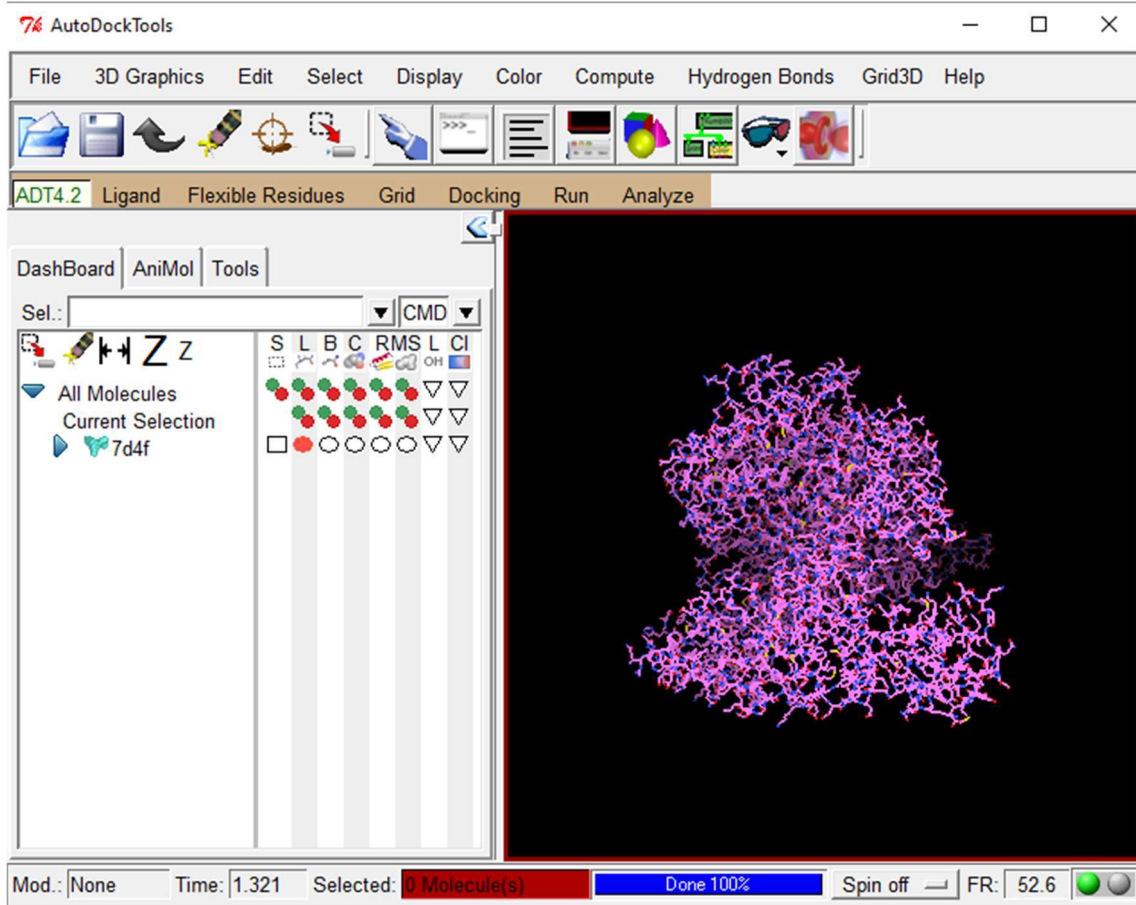 AutoDockTools
File 3D Graphics Edit Select Display Color Compute Hydrogen Bonds Grid3D Help
>>>_
ADT4.2 Ligand Flexible Residues Grid Docking Run Analyze
DashBoard AniMol Tools
Sel.: CMD
Z Z S L B C R MS L Cl
OH
All Molecules
Current Selection
7d4f
Mod.: None Time: 1.321 Selected: 0 Molecule(s) Done 100% Spin off FR: 52.6